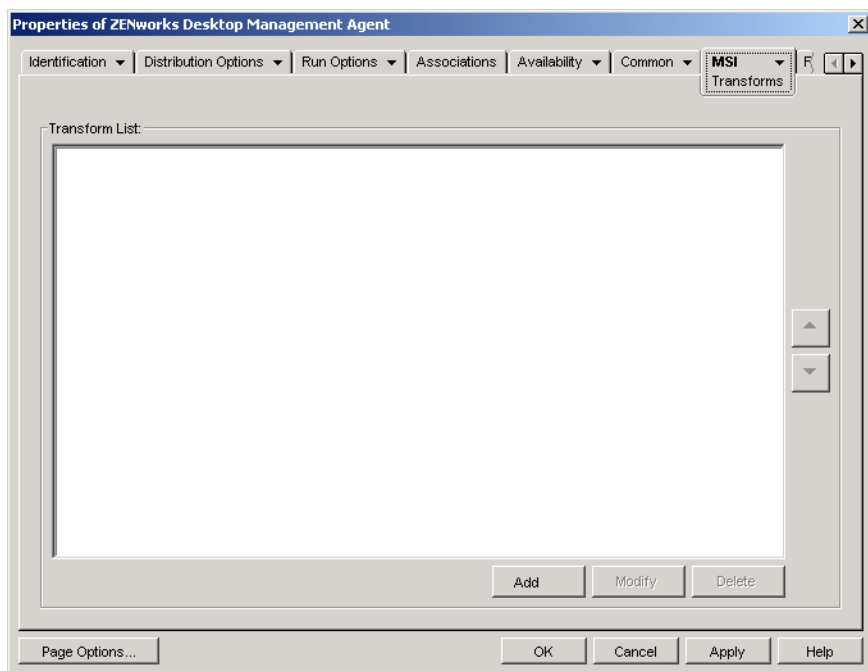 Properties of ZENworks Desktop Management Agent
Identification
Distribution Options
Run Options
Associations
Availability
Common
MSI
Transforms
Transform List:
Add
Modify
Delete
Page Options...
OK
Cancel
Apply
Help